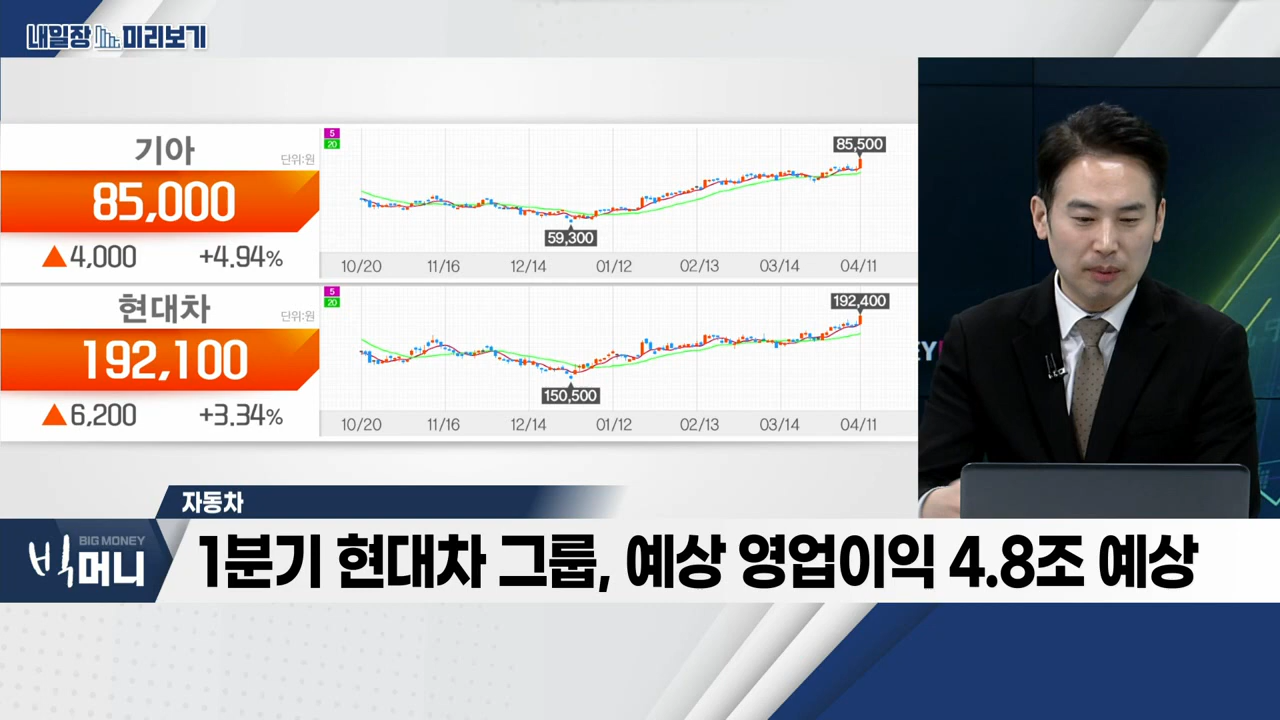 내일장 미리보기
기아
단위:원
85,000
▲4,000 +4.94%
5
20
85,500
59,300
10/20 11/16 12/14 01/12 02/13 03/14 04/11
현대차
단위:원
192,100
▲6,200 +3.34%
5
20
192,400
150,500
10/20 11/16 12/14 01/12 02/13 03/14 04/11
EY
자동차
BIG MONEY
빅머니
1분기 현대차 그룹, 예상 영업이익 4.8조 예상